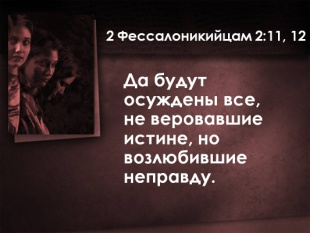 2 Фессалоникийцам 2:11, 12
Да будут
осуждены все,
не веровавшие
истине, но
возлюбившие
неправду.